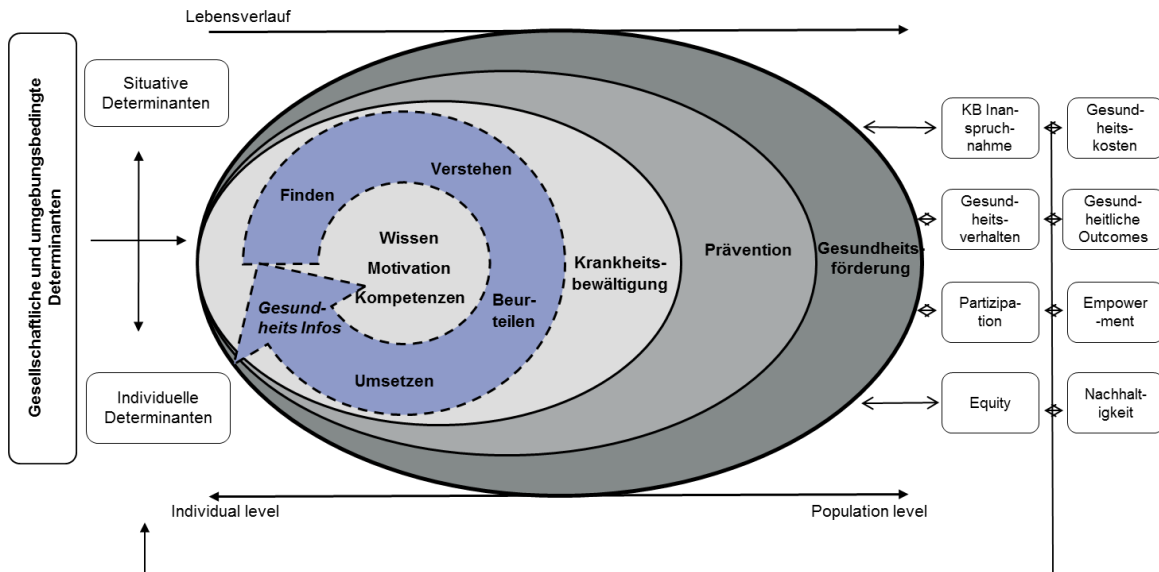 Lebensverlauf
Gesellschaftliche und umgebungsbedingte
Determinanten
Situative
Determinanten
Individuelle
Determinanten
Finden
Verstehen
Wissen
Motivation
Kompetenzen
Gesund-
heits Infos
Beur-
teilen
Umsetzen
Krankheits-
bewältigung
Prävention
Gesundheits-
förderung
KB Inan-
spruch-
nahme
Gesund-
heits-
kosten
Gesund-
heits-
verhalten
Gesund-
heitliche
Outcomes
Partizipa-
tion
Empower
-ment
Equity
Nachhalt-
igkeit
Individual level
Population level